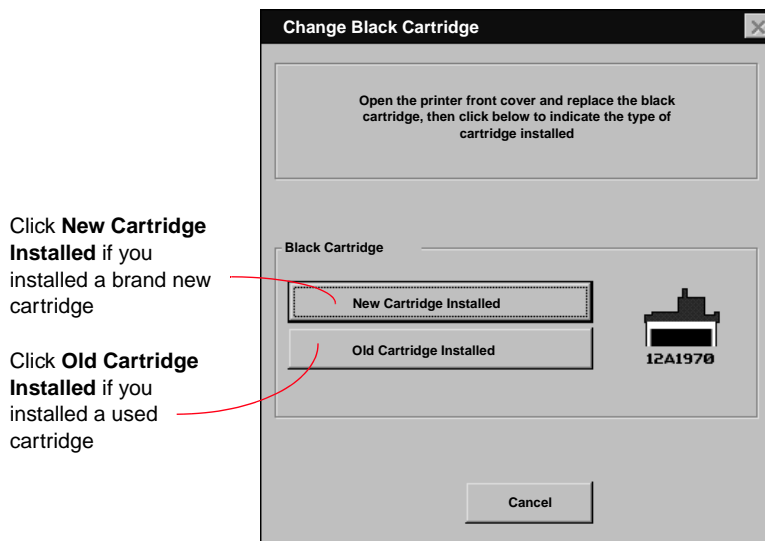 Change Black Cartridge
Open the printer front cover and replace the black
cartridge, then click below to indicate the type of
cartridge installed
Click New Cartridge
Installed if you
installed a brand new
cartridge
Click Old Cartridge
Installed if you
installed a used
cartridge
Black Cartridge
New Cartridge Installed
Old Cartridge Installed
12A1970
Cancel